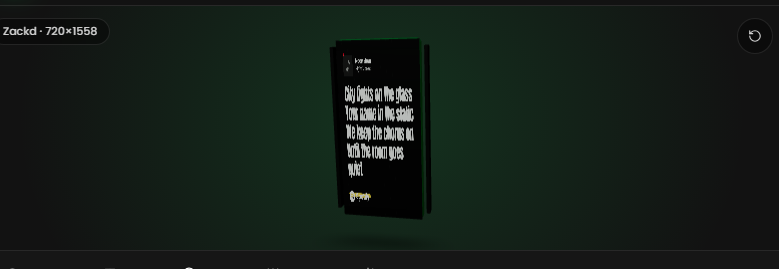 Zackd · 720×1558
City lights on the glass
Your name in the static
We keep the chorus on
Until the room goes
quiet